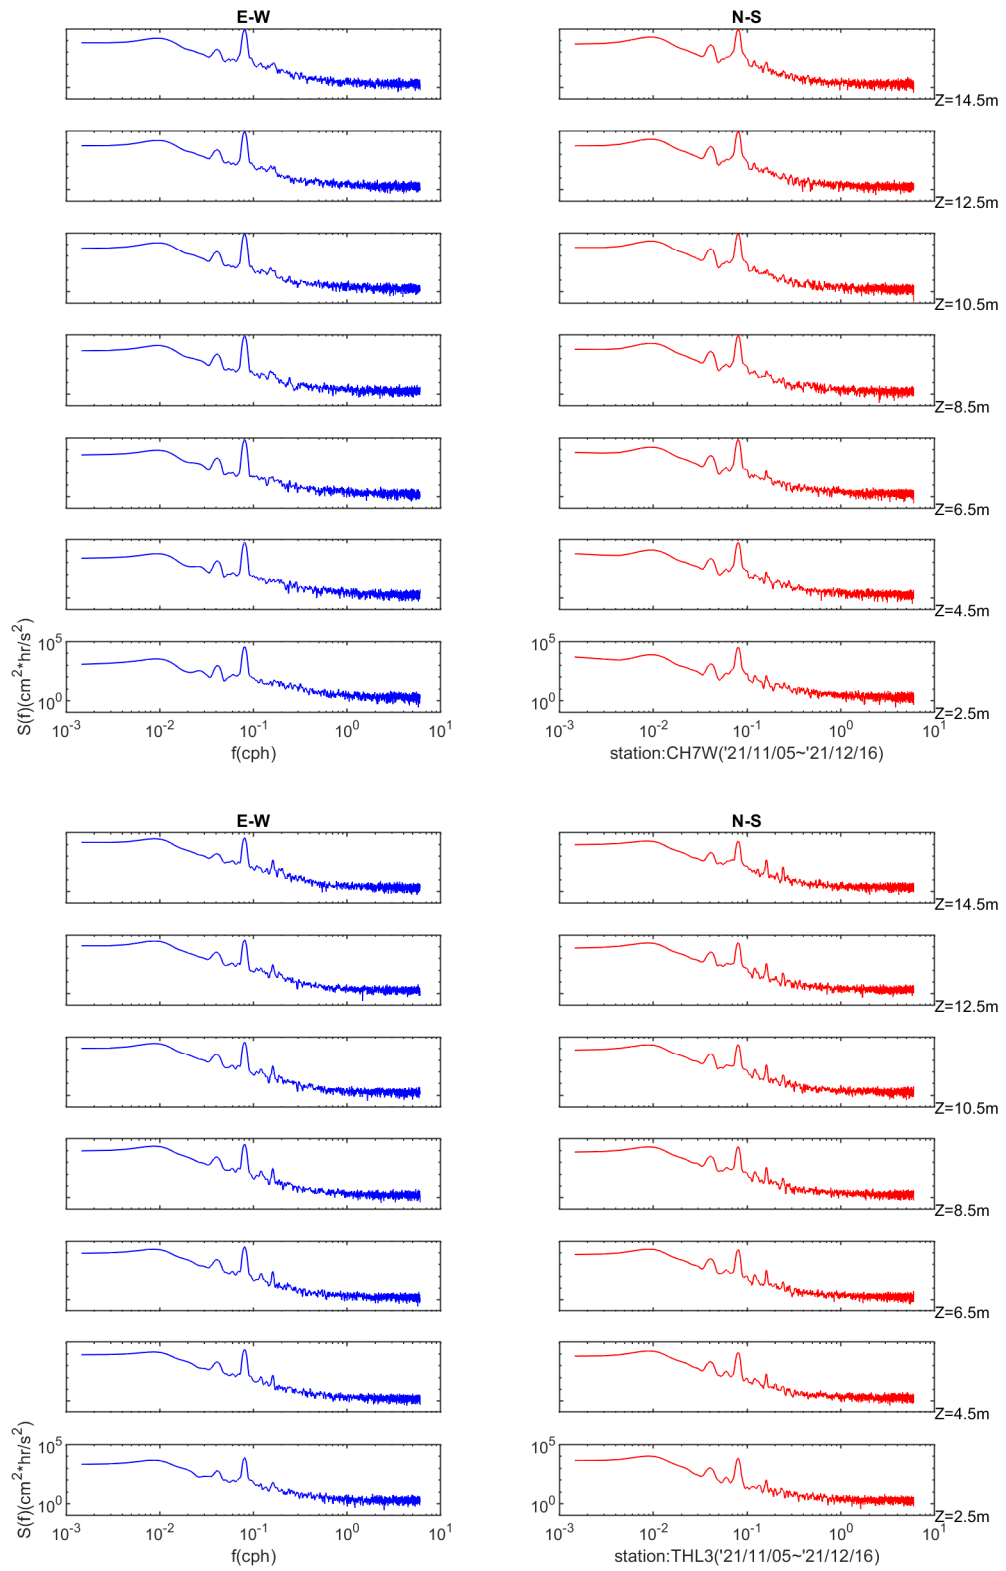 E-W N-S
Z=14.5m
Z=12.5m
Z=10.5m
Z=8.5m
Z=6.5m
Z=4.5m
S(f)(cm²*hr/s²)
10⁵ 10⁵
10⁰ 10⁰
Z=2.5m
10⁻³ 10⁻² 10⁻¹ 10⁰ 10¹ 10⁻³ 10⁻² 10⁻¹ 10⁰ 10¹
f(cph) station:CH7W('21/11/05~'21/12/16)
E-W N-S
Z=14.5m
Z=12.5m
Z=10.5m
Z=8.5m
Z=6.5m
Z=4.5m
S(f)(cm²*hr/s²)
10⁵ 10⁵
10⁰ 10⁰
Z=2.5m
10⁻³ 10⁻² 10⁻¹ 10⁰ 10¹ 10⁻³ 10⁻² 10⁻¹ 10⁰ 10¹
f(cph) station:THL3('21/11/05~'21/12/16)